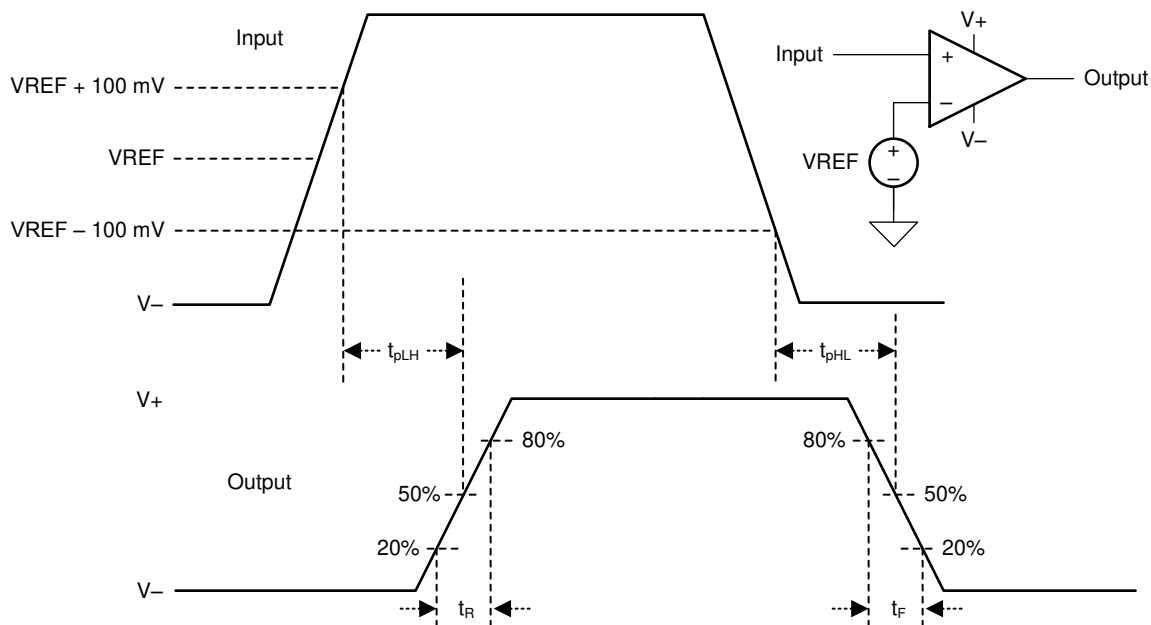 Input
VREF + 100 mV
VREF
VREF – 100 mV
V–
V+
Input
+
–
Output
V–
VREF
+
–
tpLH
tpHL
V+
80%
80%
Output
50%
50%
20%
20%
V–
tR
tF